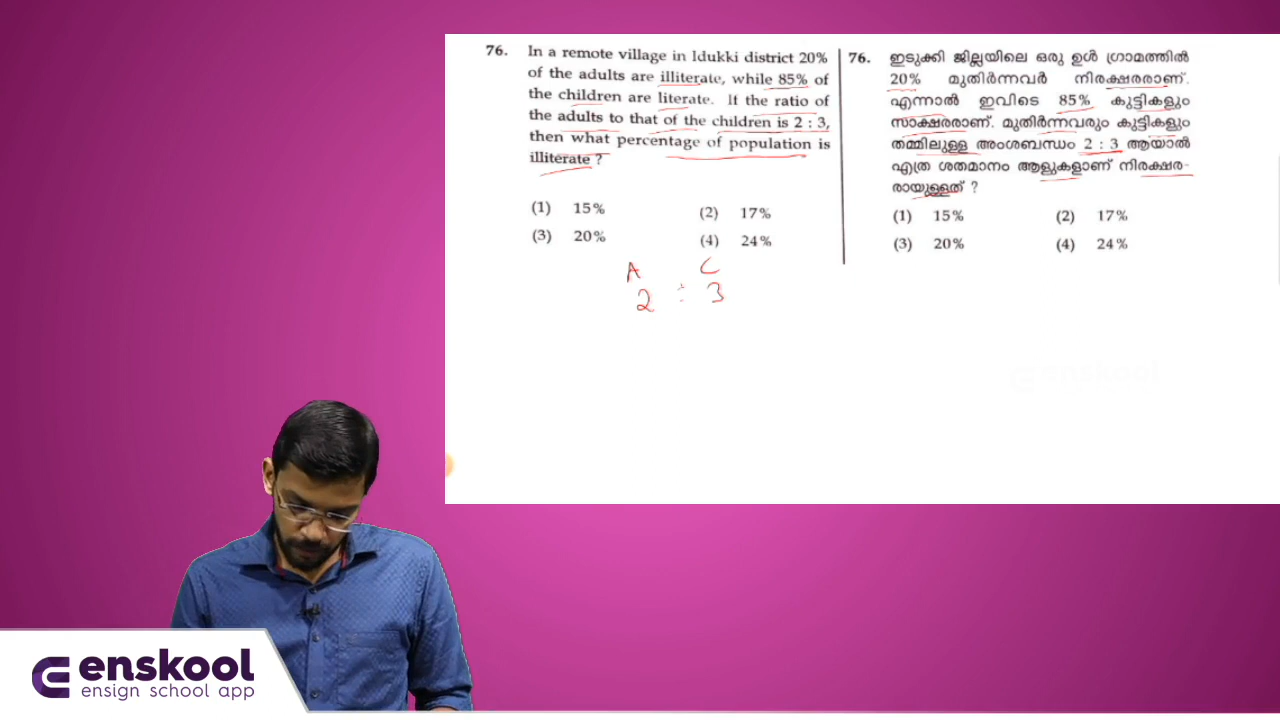 76. In a remote village in Idukki district 20%
of the adults are illiterate, while 85% of
the children are literate. If the ratio of
the adults to that of the children is 2 : 3,
then what percentage of population is
illiterate ?
(1) 15% (2) 17%
(3) 20% (4) 24%
76. ഇടുക്കി ജില്ലയിലെ ഒരു ഉൾ ഗ്രാമത്തിൽ
20% മുതിർന്നവർ നിരക്ഷരരാണ്.
എന്നാൽ ഇവിടെ 85% കുട്ടികളും
സാക്ഷരരാണ്. മുതിർന്നവരും കുട്ടികളും
തമ്മിലുള്ള അംശബന്ധം 2 : 3 ആയാൽ
എത്ര ശതമാനം ആളുകളാണ് നിരക്ഷര-
രായുള്ളത് ?
(1) 15% (2) 17%
(3) 20% (4) 24%
A C
2 : 3
enskool
enskool
ensign school app